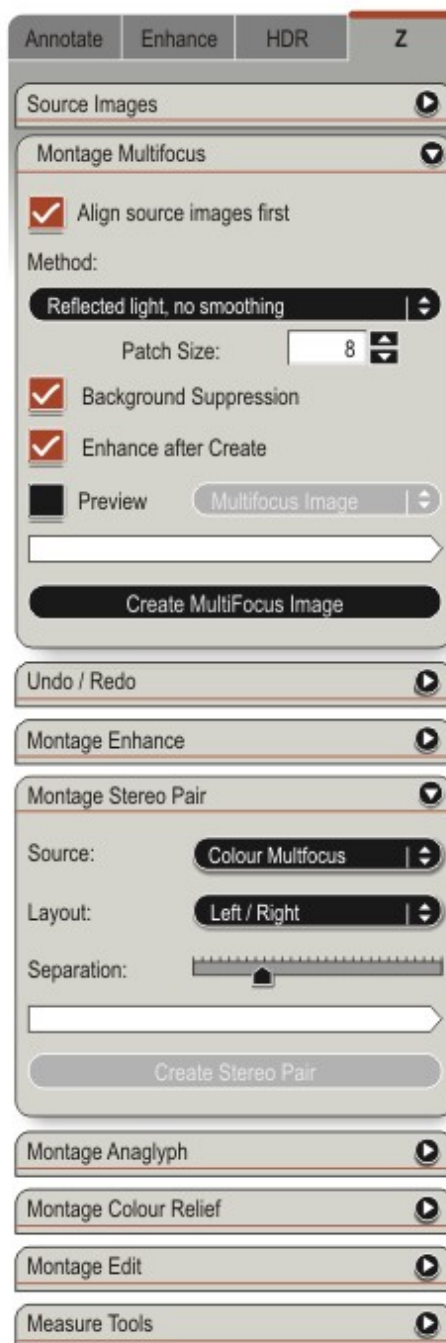 Annotate Enhance HDR Z
Source Images
Montage Multifocus
Align source images first
Method:
Reflected light, no smoothing
Patch Size: 8
Background Suppression
Enhance after Create
Preview Multifocus Image
Create MultiFocus Image
Undo / Redo
Montage Enhance
Montage Stereo Pair
Source: Colour Multfocus
Layout: Left / Right
Separation:
Create Stereo Pair
Montage Anaglyph
Montage Colour Relief
Montage Edit
Measure Tools